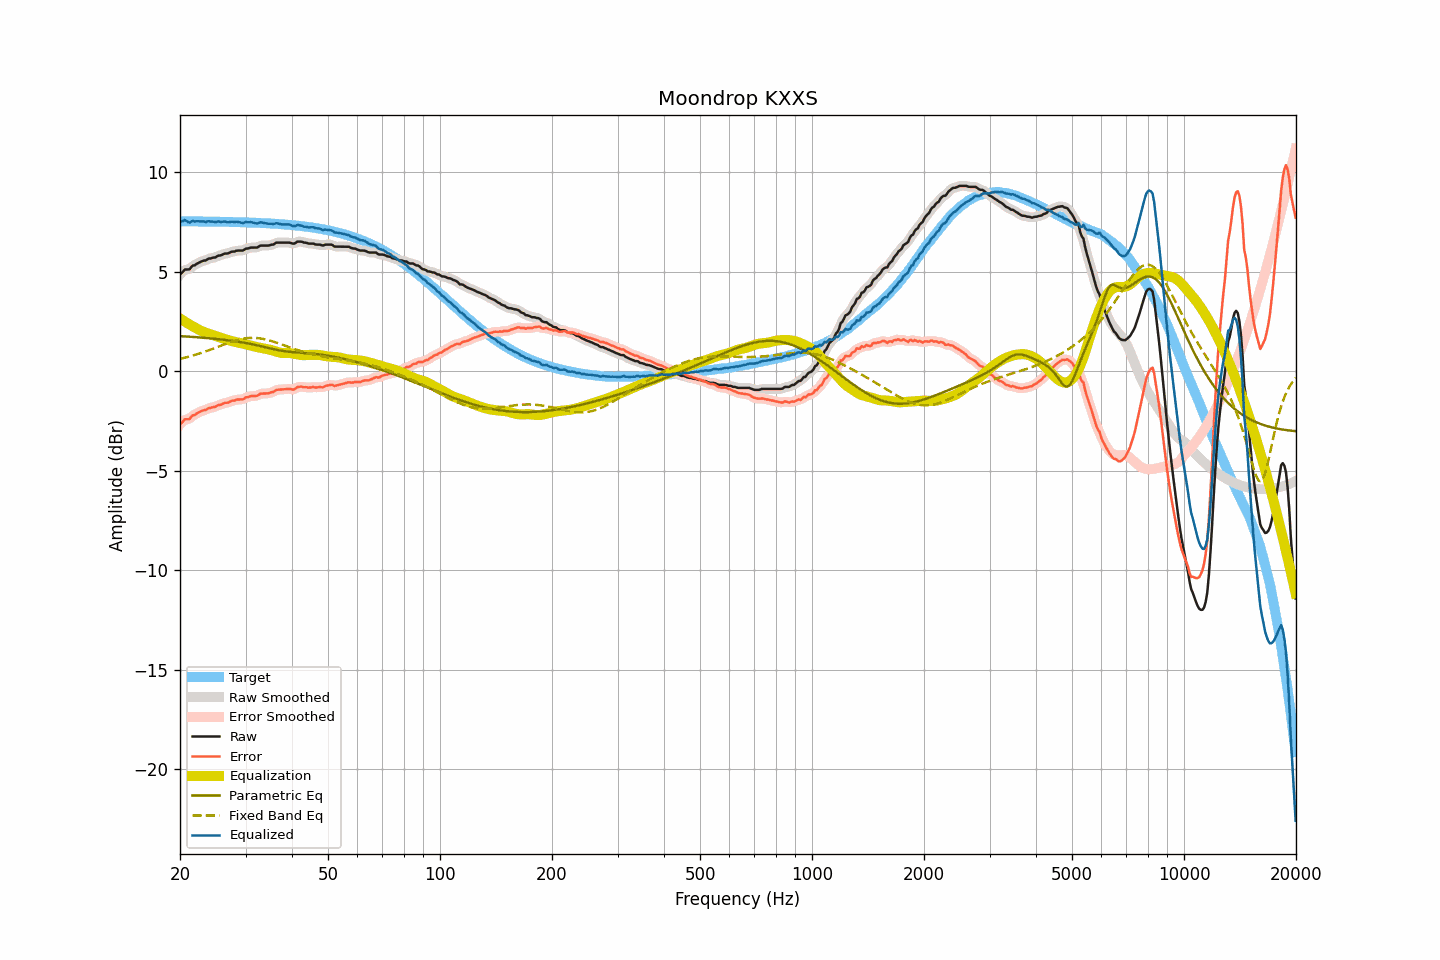 Moondrop KXXS
10
5
0
−5
−10
−15
−20
Amplitude (dBr)
Target
Raw Smoothed
Error Smoothed
Raw
Error
Equalization
Parametric Eq
Fixed Band Eq
Equalized
20 50 100 200 500 1000 2000 5000 10000 20000
Frequency (Hz)